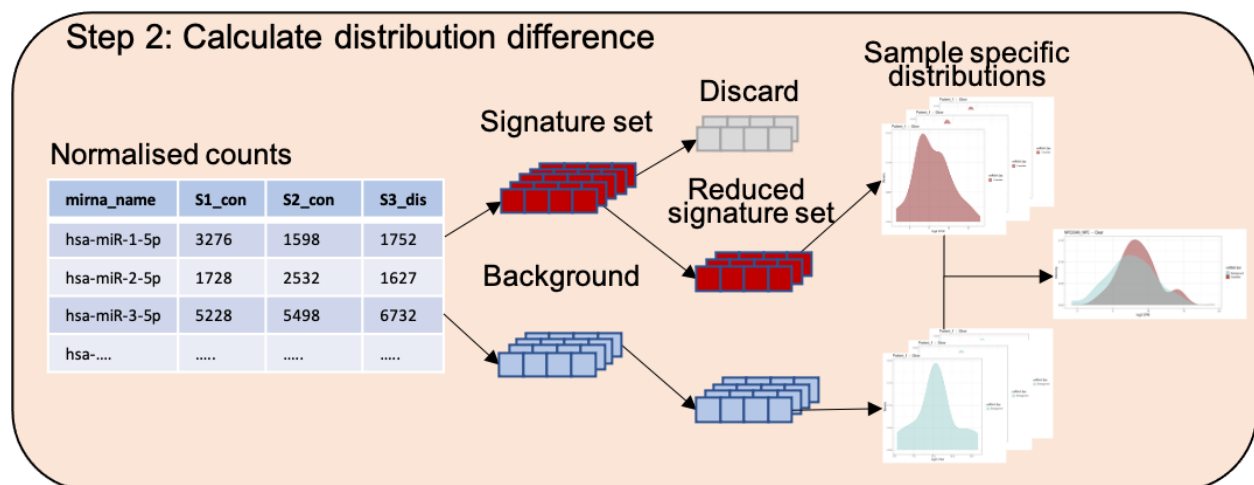 Step 2: Calculate distribution difference
Sample specific
distributions
Discard
Signature set
Normalised counts
mirna_name S1_con S2_con S3_dis
hsa-miR-1-5p 3276 1598 1752
hsa-miR-2-5p 1728 2532 1627
hsa-miR-3-5p 5228 5498 6732
hsa-.... ..... ..... .....
Reduced
signature set
Background